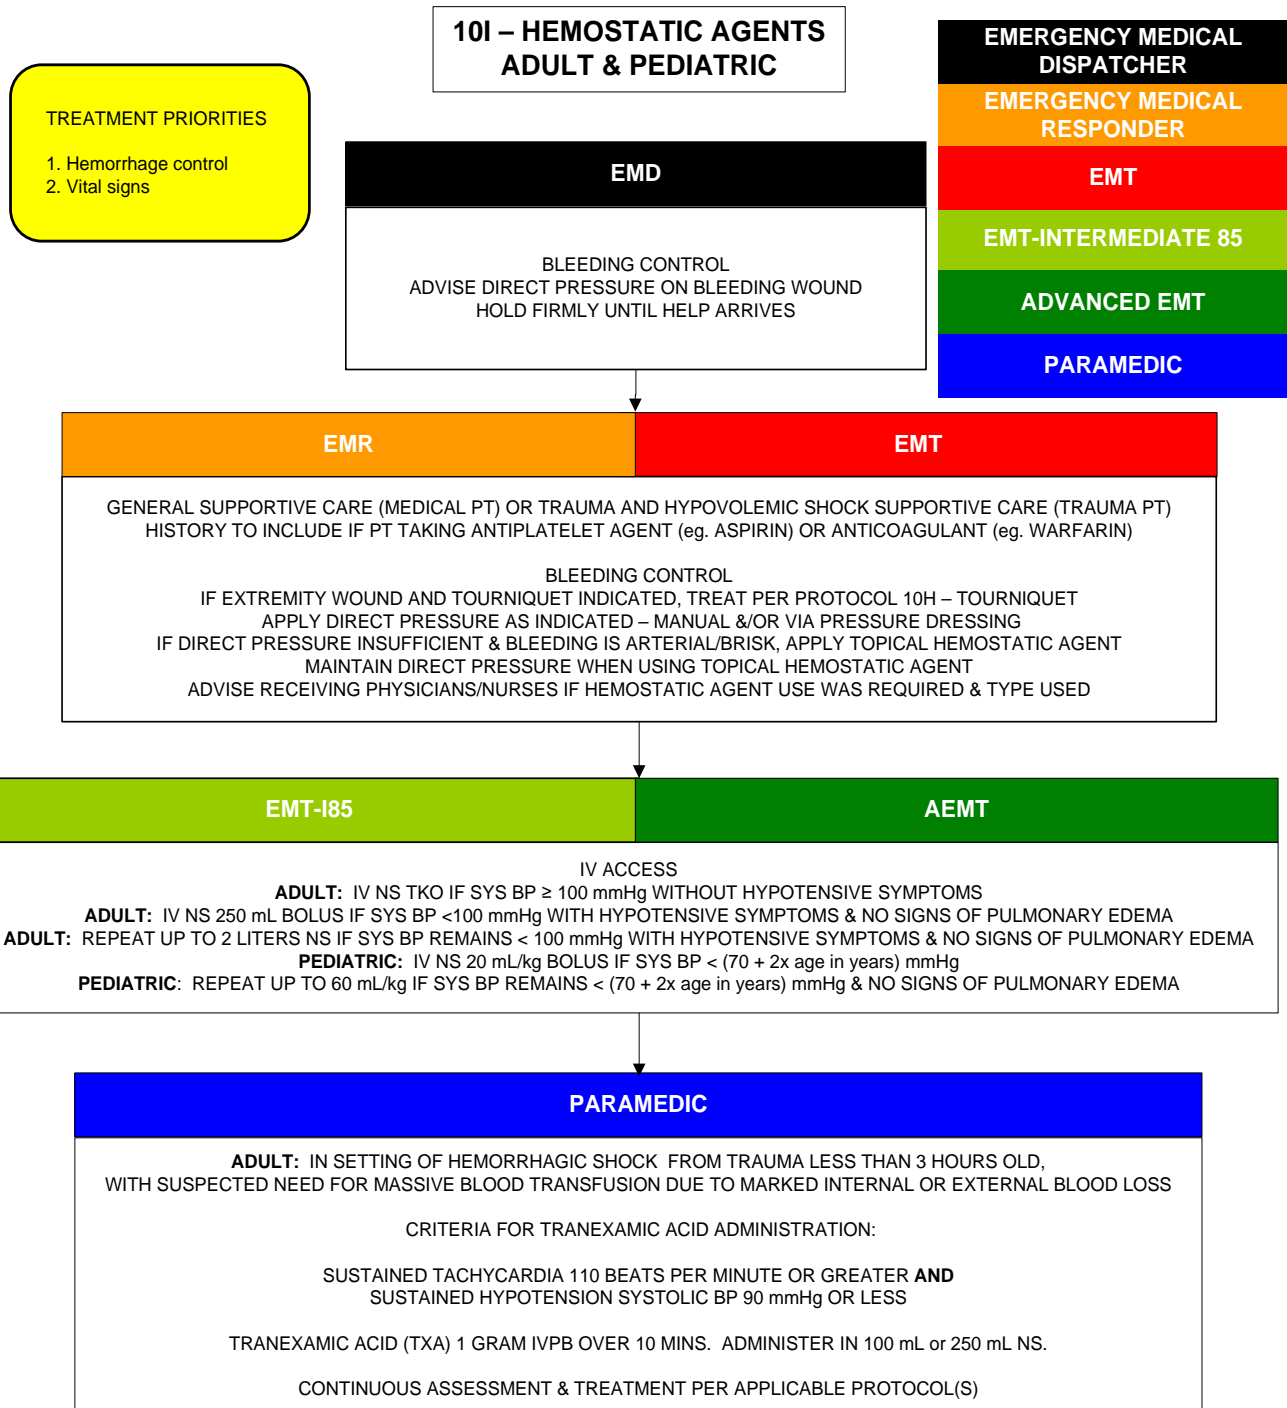 10I – HEMOSTATIC AGENTS
ADULT & PEDIATRIC
EMERGENCY MEDICAL
DISPATCHER
EMERGENCY MEDICAL
RESPONDER
EMT
EMT-INTERMEDIATE 85
ADVANCED EMT
PARAMEDIC
TREATMENT PRIORITIES
1. Hemorrhage control
2. Vital signs
EMD
BLEEDING CONTROL
ADVISE DIRECT PRESSURE ON BLEEDING WOUND
HOLD FIRMLY UNTIL HELP ARRIVES
EMR
EMT
GENERAL SUPPORTIVE CARE (MEDICAL PT) OR TRAUMA AND HYPOVOLEMIC SHOCK SUPPORTIVE CARE (TRAUMA PT)
HISTORY TO INCLUDE IF PT TAKING ANTIPLATELET AGENT (eg. ASPIRIN) OR ANTICOAGULANT (eg. WARFARIN)
BLEEDING CONTROL
IF EXTREMITY WOUND AND TOURNIQUET INDICATED, TREAT PER PROTOCOL 10H – TOURNIQUET
APPLY DIRECT PRESSURE AS INDICATED – MANUAL &/OR VIA PRESSURE DRESSING
IF DIRECT PRESSURE INSUFFICIENT & BLEEDING IS ARTERIAL/BRISK, APPLY TOPICAL HEMOSTATIC AGENT
MAINTAIN DIRECT PRESSURE WHEN USING TOPICAL HEMOSTATIC AGENT
ADVISE RECEIVING PHYSICIANS/NURSES IF HEMOSTATIC AGENT USE WAS REQUIRED & TYPE USED
EMT-I85
AEMT
IV ACCESS
ADULT: IV NS TKO IF SYS BP ≥ 100 mmHg WITHOUT HYPOTENSIVE SYMPTOMS
ADULT: IV NS 250 mL BOLUS IF SYS BP <100 mmHg WITH HYPOTENSIVE SYMPTOMS & NO SIGNS OF PULMONARY EDEMA
ADULT: REPEAT UP TO 2 LITERS NS IF SYS BP REMAINS < 100 mmHg WITH HYPOTENSIVE SYMPTOMS & NO SIGNS OF PULMONARY EDEMA
PEDIATRIC: IV NS 20 mL/kg BOLUS IF SYS BP < (70 + 2x age in years) mmHg
PEDIATRIC: REPEAT UP TO 60 mL/kg IF SYS BP REMAINS < (70 + 2x age in years) mmHg & NO SIGNS OF PULMONARY EDEMA
PARAMEDIC
ADULT: IN SETTING OF HEMORRHAGIC SHOCK FROM TRAUMA LESS THAN 3 HOURS OLD,
WITH SUSPECTED NEED FOR MASSIVE BLOOD TRANSFUSION DUE TO MARKED INTERNAL OR EXTERNAL BLOOD LOSS
CRITERIA FOR TRANEXAMIC ACID ADMINISTRATION:
SUSTAINED TACHYCARDIA 110 BEATS PER MINUTE OR GREATER AND
SUSTAINED HYPOTENSION SYSTOLIC BP 90 mmHg OR LESS
TRANEXAMIC ACID (TXA) 1 GRAM IVPB OVER 10 MINS. ADMINISTER IN 100 mL or 250 mL NS.
CONTINUOUS ASSESSMENT & TREATMENT PER APPLICABLE PROTOCOL(S)